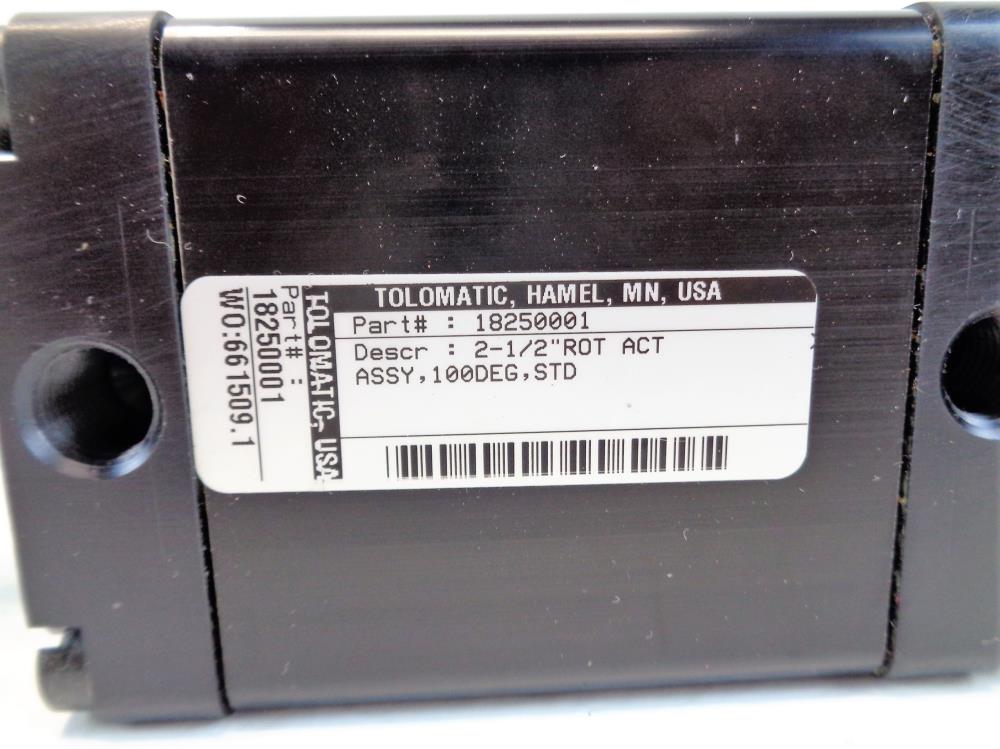 TOLOMATIC, HAMEL, MN, USA
Part# : 18250001
Descr : 2-1/2"ROT ACT
ASSY,100DEG,STD
TOLOMATIC, USA
Part# :
18250001
WO:661509.1